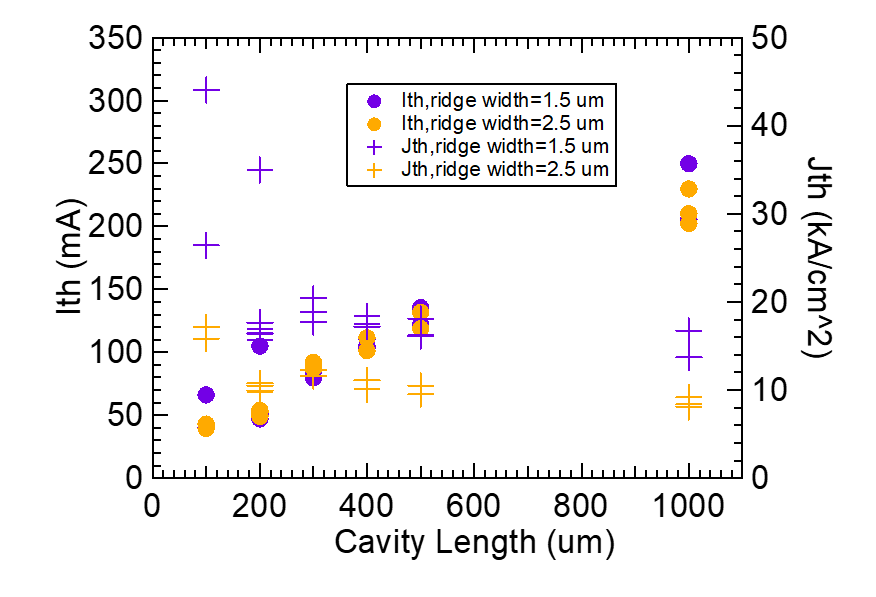 350
300
250
200
150
100
50
0
Ith (mA)
50
40
30
20
10
0
Jth (kA/cm^2)
Ith,ridge width=1.5 um
Ith,ridge width=2.5 um
Jth,ridge width=1.5 um
Jth,ridge width=2.5 um
0 200 400 600 800 1000
Cavity Length (um)